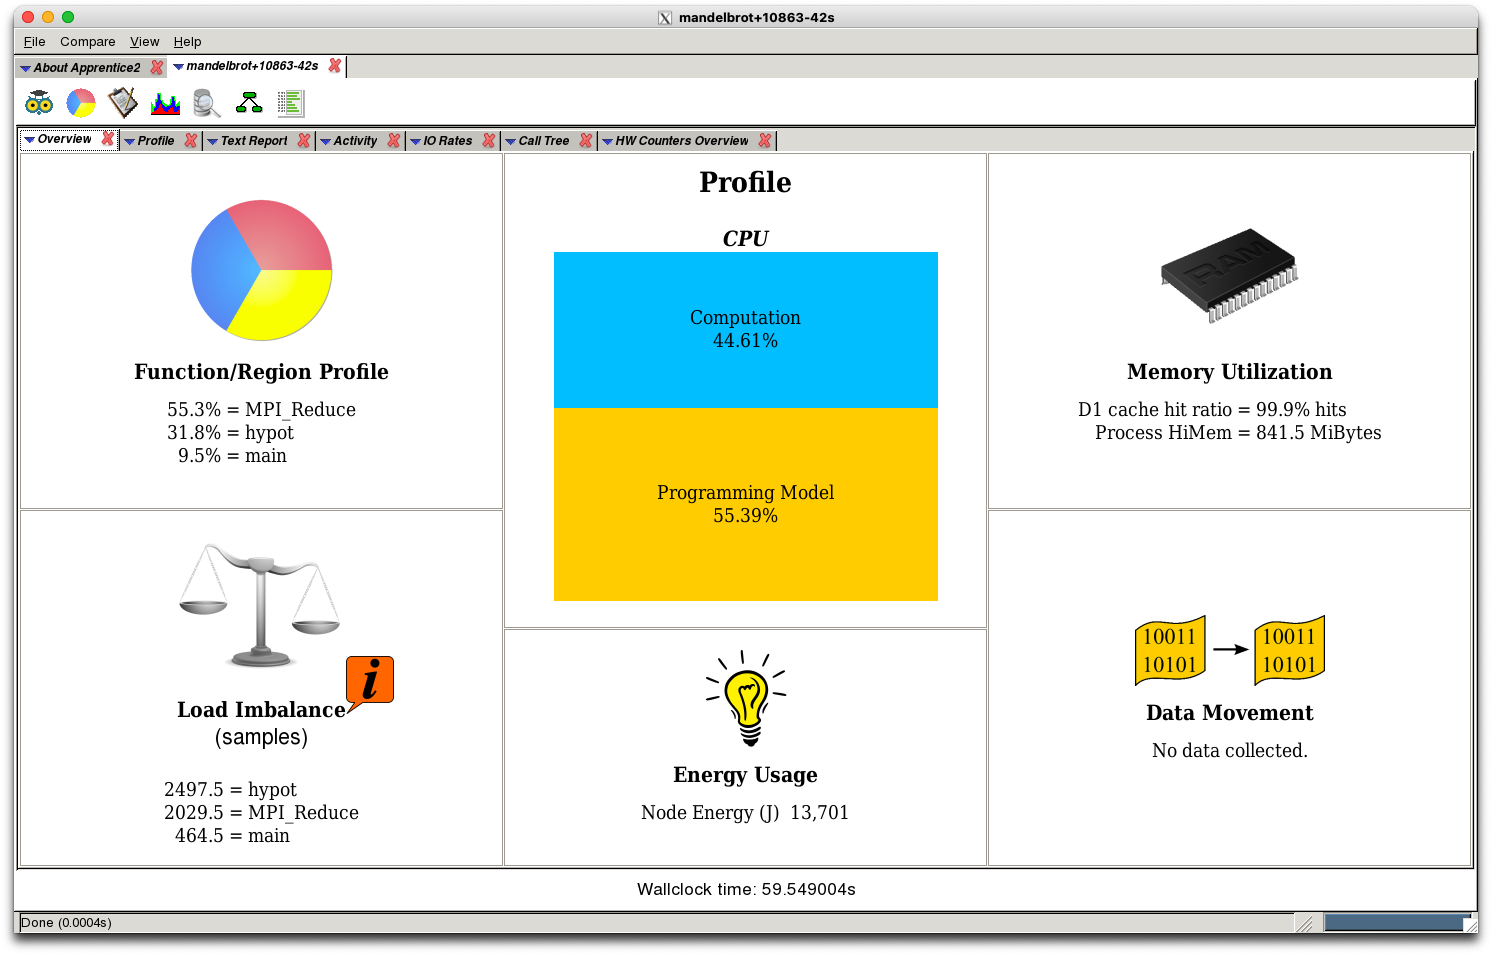 mandelbrot+10863-42s
File Compare View Help
About Apprentice2 mandelbrot+10863-42s
Overview Profile Text Report Activity IO Rates Call Tree HW Counters Overview
Function/Region Profile
55.3% = MPI_Reduce
31.8% = hypot
9.5% = main
Load Imbalance
i
(samples)
2497.5 = hypot
2029.5 = MPI_Reduce
464.5 = main
Profile
CPU
Computation
44.61%
Programming Model
55.39%
Energy Usage
Node Energy (J) 13,701
RAM
Memory Utilization
D1 cache hit ratio = 99.9% hits
Process HiMem = 841.5 MiBytes
10011 10011
10101 10101
Data Movement
No data collected.
Wallclock time: 59.549004s
Done (0.0004s)